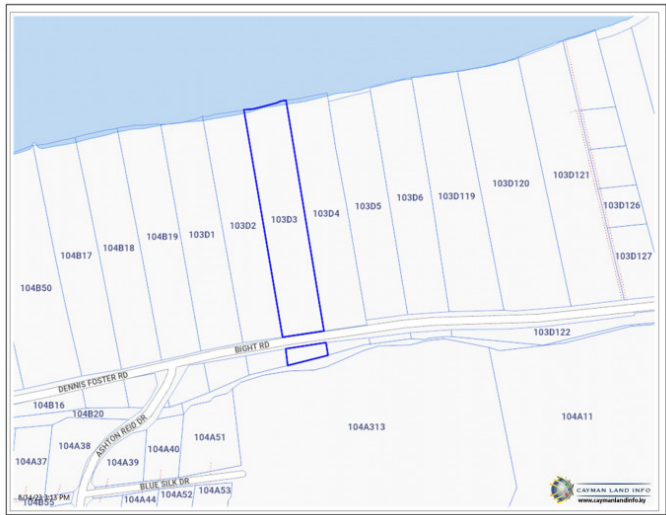 103D121
103D120
103D119
103D126
103D6
103D5
103D4
103D3
103D2
103D1
104B19
104B18
104B17
104B50
103D127
103D122
BIGHT RD
DENNIS FOSTER RD
104B16
104B20
ASHTON REID DR
104A313
104A11
104A51
104A38
104A40
104A39
104A37
BLUE SILK DR
104A53
104A52
104A44
104B55
CAYMAN LAND INFO
www.caymanlandinfo.ky